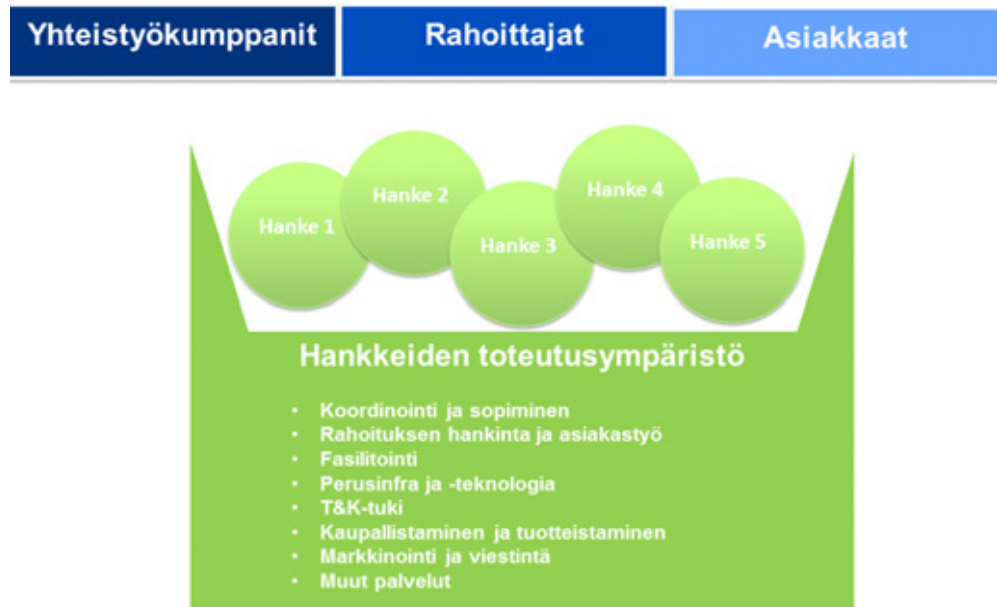 Yhteistyökumppanit
Rahoittajat
Asiakkaat
Hanke 1
Hanke 2
Hanke 3
Hanke 4
Hanke 5
Hankkeiden toteutusympäristö
• Koordinointi ja sopiminen
• Rahoituksen hankinta ja asiakastyö
• Fasilitointi
• Perusinfra ja -teknologia
• T&K-tuki
• Kaupallistaminen ja tuotteistaminen
• Markkinointi ja viestintä
• Muut palvelut